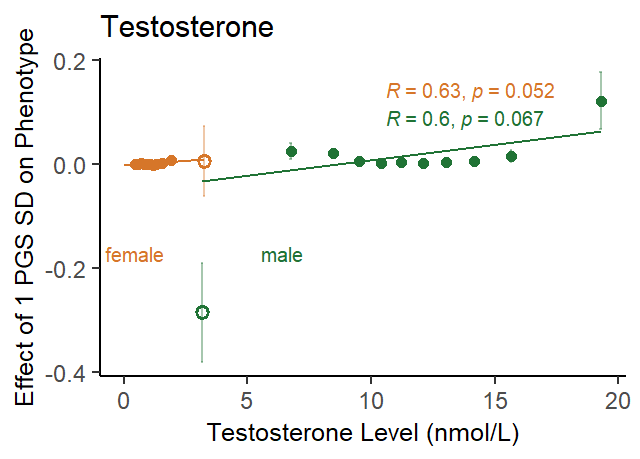 Testosterone
Effect of 1 PGS SD on Phenotype
0.2
0.0
-0.2
-0.4
R = 0.63, p = 0.052
R = 0.6, p = 0.067
female
male
0 5 10 15 20
Testosterone Level (nmol/L)